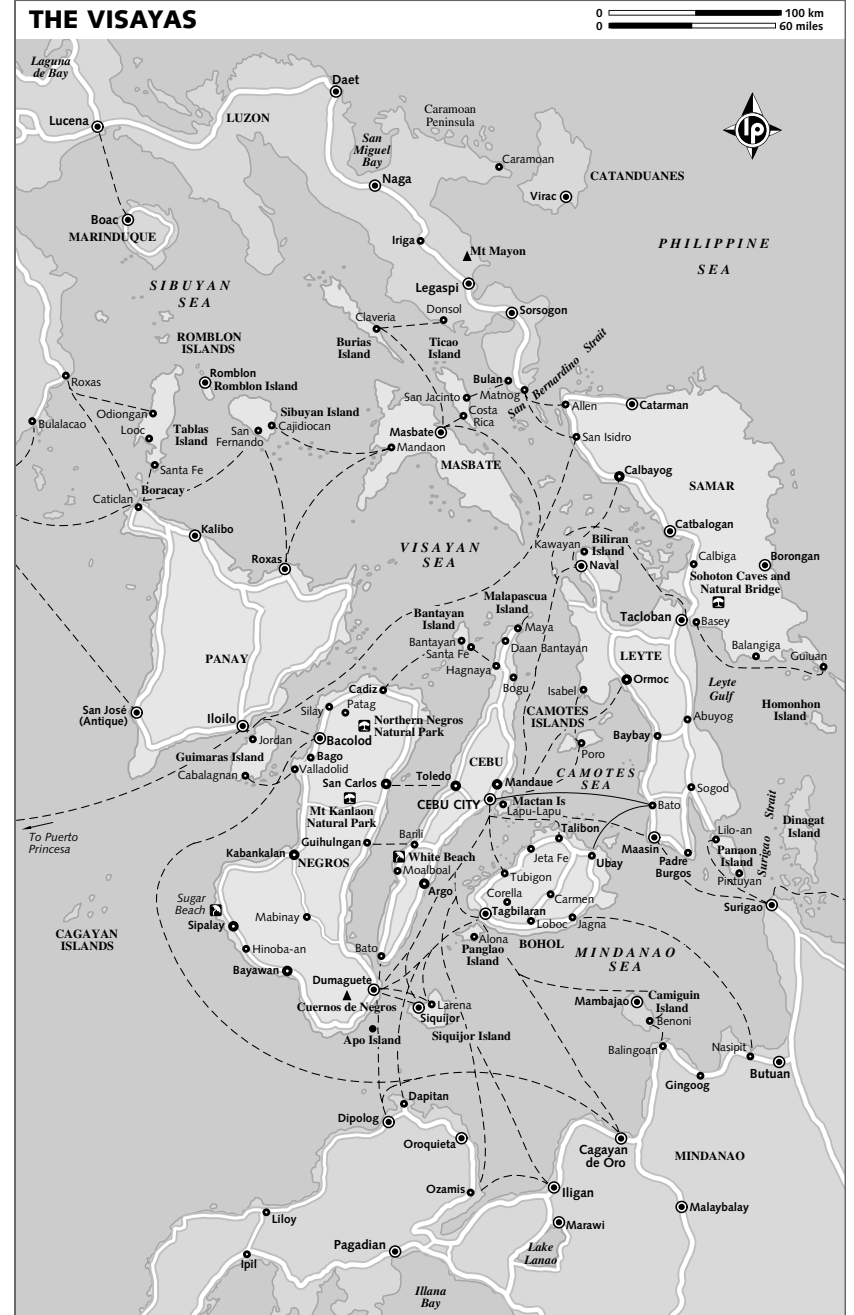 THE VISAYAS
0 100 km
0 60 miles
Laguna
de Bay
Daet
Lucena
LUZON
Caramoan
Peninsula
San
Miguel
Bay
lp
Caramoan
Naga
CATANDUANES
Virac
Boac
MARINDUQUE
Iriga
Mt Mayon
PHILIPPINE
SEA
SIBUYAN
SEA
Legaspi
Claveria
Donsol
Sorsogon
ROMBLON
ISLANDS
Burias
Island
Ticao
Island
San Bernardino Strait
Romblon
Romblon Island
Roxas
Bulan
San Jacinto
Matnog
Allen
Catarman
Odiongan
Sibuyan Island
Costa
Rica
Bulalacao
Looc
Tablas
Island
San
Fernando
Cajidiocan
Masbate
San Isidro
Mandaon
Santa Fe
MASBATE
Calbayog
SAMAR
Boracay
Caticlan
Kalibo
Catbalogan
Roxas
VISAYAN
SEA
Kawayan
Biliran
Island
Naval
Calbiga
Borongan
Sohoton Caves and
Natural Bridge
Malapascua
Island
Bantayan
Island
Maya
Tacloban
Basey
Bantayan
Santa Fe
Daan Bantayan
Balangiga
Guiuan
PANAY
Hagnaya
LEYTE
Bogu
Ormoc
Leyte
Gulf
Cadiz
Isabel
Patag
Silay
CAMOTES
ISLANDS
Homonhon
Island
San José
(Antique)
Iloilo
Northern Negros
Natural Park
Abuyog
Jordan
Bacolod
Baybay
Guimaras Island
Bago
Poro
Cabalagnan
Valladolid
CEBU
CAMOTES
SEA
San Carlos
Toledo
Mandaue
Sogod
CEBU CITY
Mactan Is
Lapu-Lapu
Bato
Mt Kanlaon
Natural Park
Dinagat
Island
To Puerto
Princesa
Talibon
Lilo-an
Surigao Strait
Guihulngan
Barili
Maasin
Panaon
Island
Kabankalan
NEGROS
White Beach
Jeta Fe
Ubay
Padre
Burgos
Moalboal
Tubigon
Pintuyan
Argo
Corella
Carmen
Sugar
Beach
Surigao
Tagbilaran
Mabinay
Loboc
Jagna
Sipalay
CAGAYAN
ISLANDS
Alona
Hinoba-an
Bato
Panglao
Island
BOHOL
MINDANAO
SEA
Bayawan
Dumaguete
Cuernos de Negros
Larena
Siquijor
Mambajao
Camiguin
Island
Benoni
Apo Island
Siquijor Island
Balingoan
Nasipit
Butuan
Gingoog
Dapitan
Dipolog
Oroquieta
Cagayan
de Oro
MINDANAO
Ozamis
Iligan
Malaybalay
Liloy
Marawi
Pagadian
Lake
Lanao
Ipil
Illana
Bay